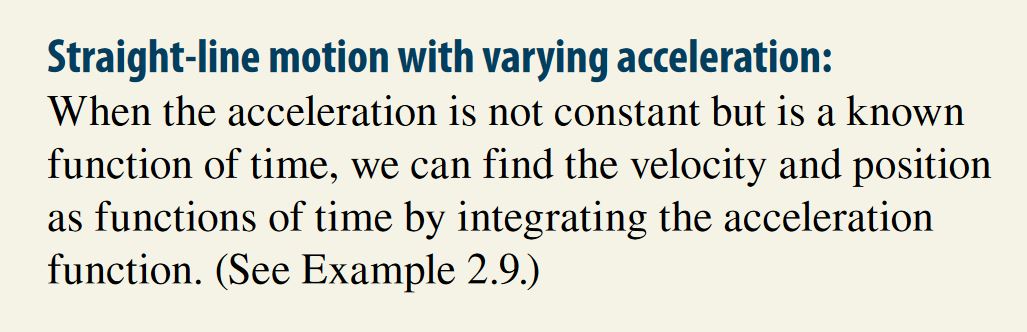 Straight-line motion with varying acceleration:
When the acceleration is not constant but is a known
function of time, we can find the velocity and position
as functions of time by integrating the acceleration
function. (See Example 2.9.)